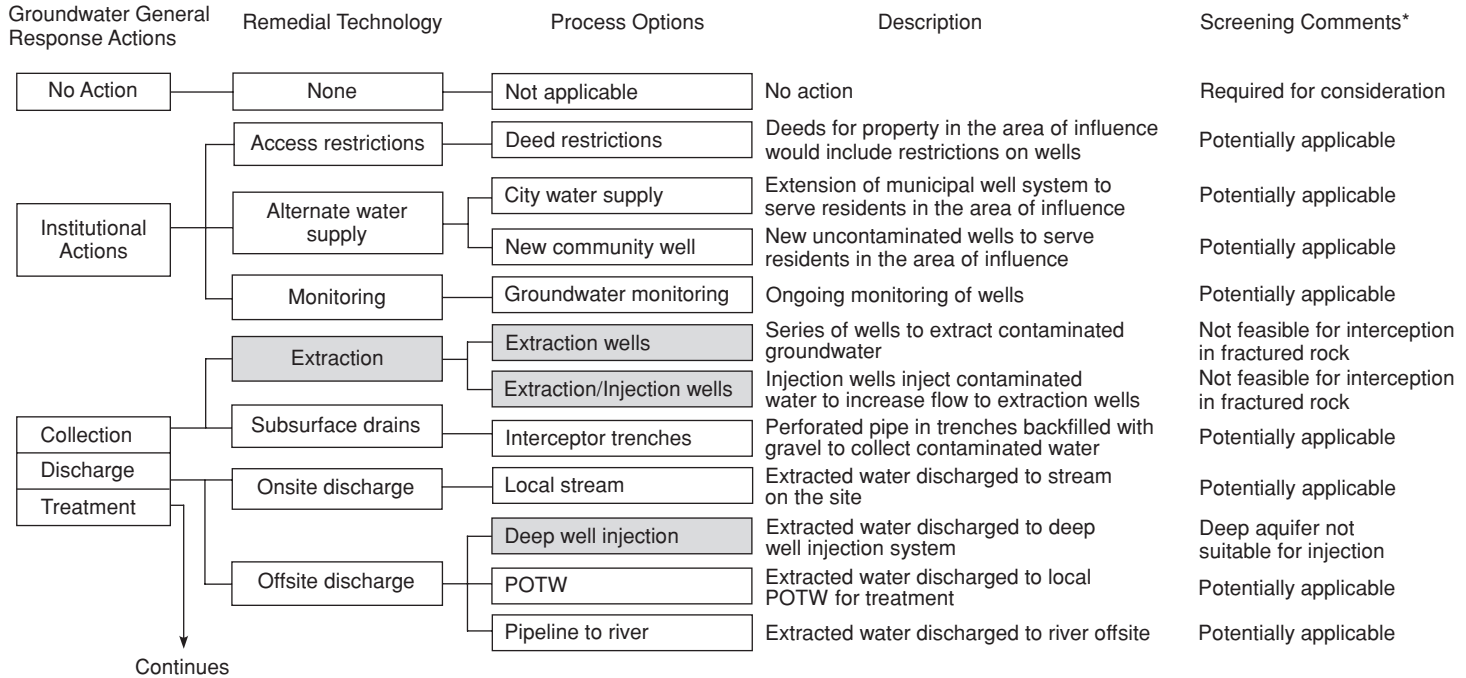 Groundwater General
Response Actions
Remedial Technology
Process Options
Description
Screening Comments*
No Action
None
Not applicable
No action
Required for consideration
Institutional
Actions
Access restrictions
Deed restrictions
Deeds for property in the area of influence
would include restrictions on wells
Potentially applicable
Alternate water
supply
City water supply
Extension of municipal well system to
serve residents in the area of influence
Potentially applicable
New community well
New uncontaminated wells to serve
residents in the area of influence
Potentially applicable
Monitoring
Groundwater monitoring
Ongoing monitoring of wells
Potentially applicable
Collection
Discharge
Treatment
Continues
Extraction
Extraction wells
Series of wells to extract contaminated
groundwater
Not feasible for interception
in fractured rock
Extraction/Injection wells
Injection wells inject contaminated
water to increase flow to extraction wells
Not feasible for interception
in fractured rock
Subsurface drains
Interceptor trenches
Perforated pipe in trenches backfilled with
gravel to collect contaminated water
Potentially applicable
Onsite discharge
Local stream
Extracted water discharged to stream
on the site
Potentially applicable
Offsite discharge
Deep well injection
Extracted water discharged to deep
well injection system
Deep aquifer not
suitable for injection
POTW
Extracted water discharged to local
POTW for treatment
Potentially applicable
Pipeline to river
Extracted water discharged to river offsite
Potentially applicable